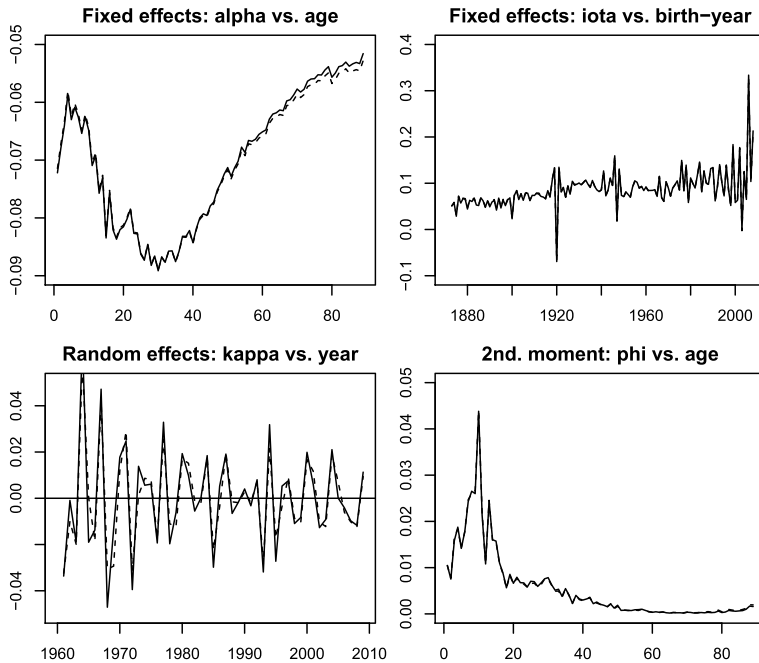 Fixed effects: alpha vs. age
−0.05
−0.06
−0.07
−0.08
−0.09
0 20 40 60 80
Fixed effects: iota vs. birth−year
0.4
0.3
0.2
0.1
0.0
−0.1
1880 1920 1960 2000
Random effects: kappa vs. year
0.04
0.02
0.00
−0.04
1960 1970 1980 1990 2000 2010
2nd. moment: phi vs. age
0.05
0.04
0.03
0.02
0.01
0.00
0 20 40 60 80